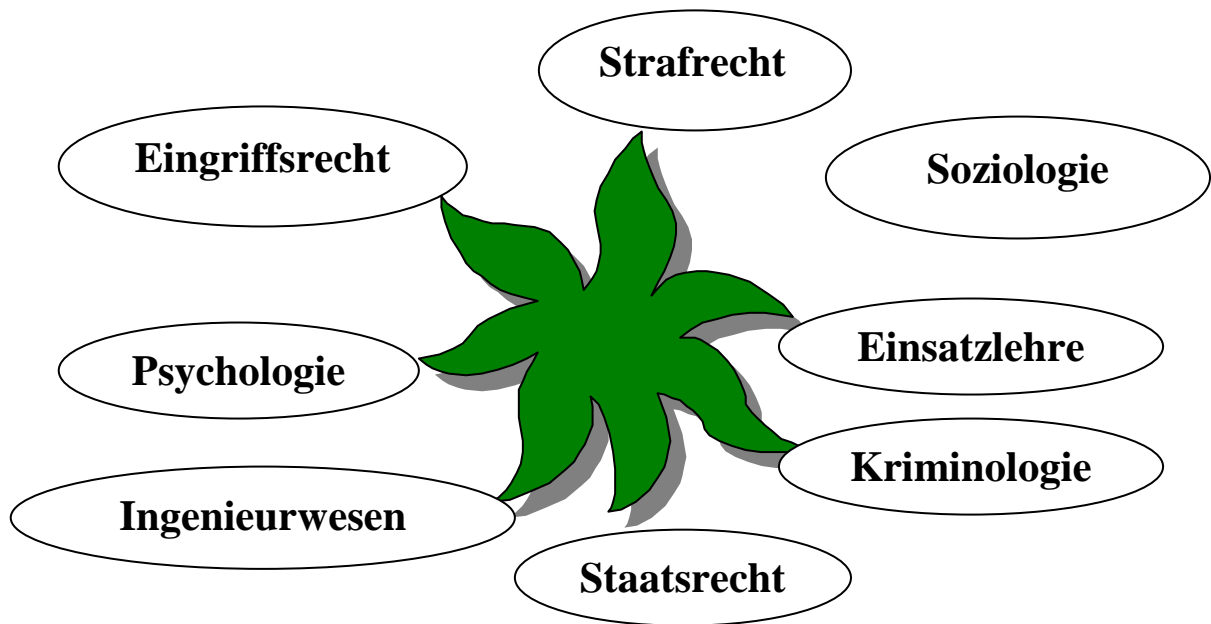 Strafrecht
Eingriffsrecht
Soziologie
Einsatzlehre
Psychologie
Kriminologie
Ingenieurwesen
Staatsrecht